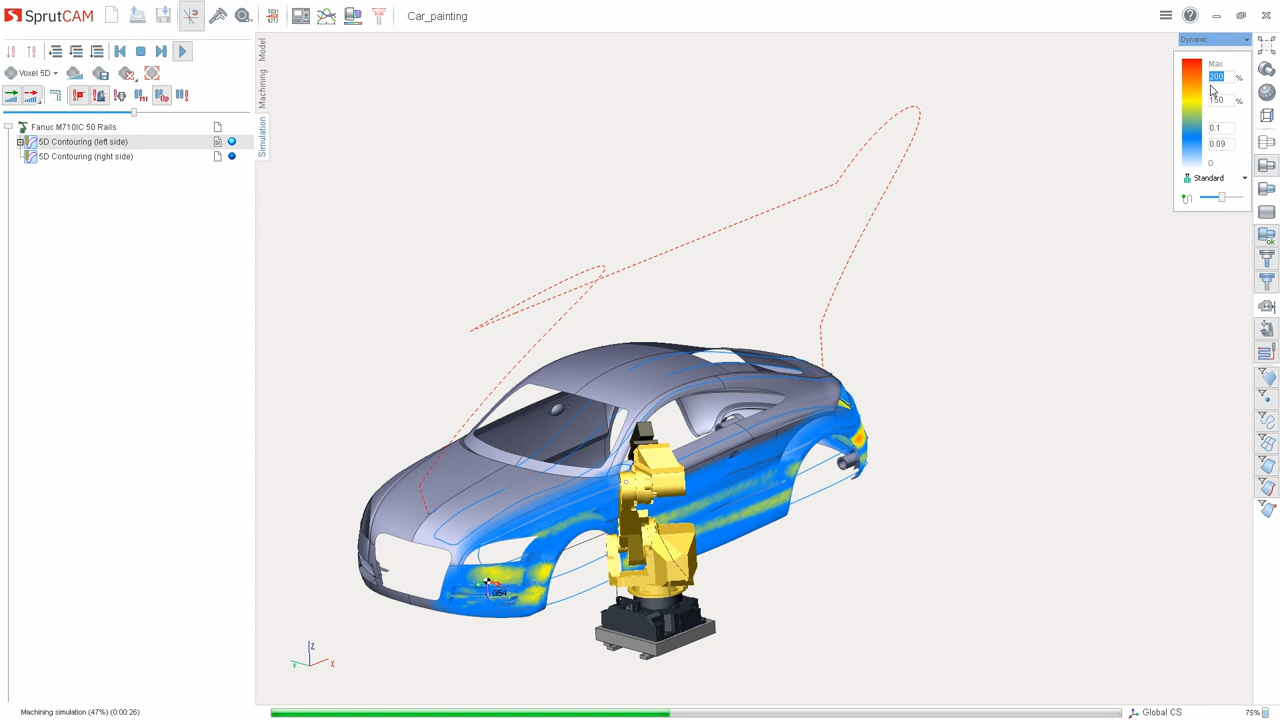 SprutCAM
Car_painting
Voxel 5D
Fanuc M710IC 50 Rails
5D Contouring (left side)
5D Contouring (right side)
Model
Machining
Simulation
Dynamic
Max
200 %
150 %
0.1
0.09
0
Standard
G54
Z
Y
X
Machining simulation (47%) (0:00:26)
Global CS
75%